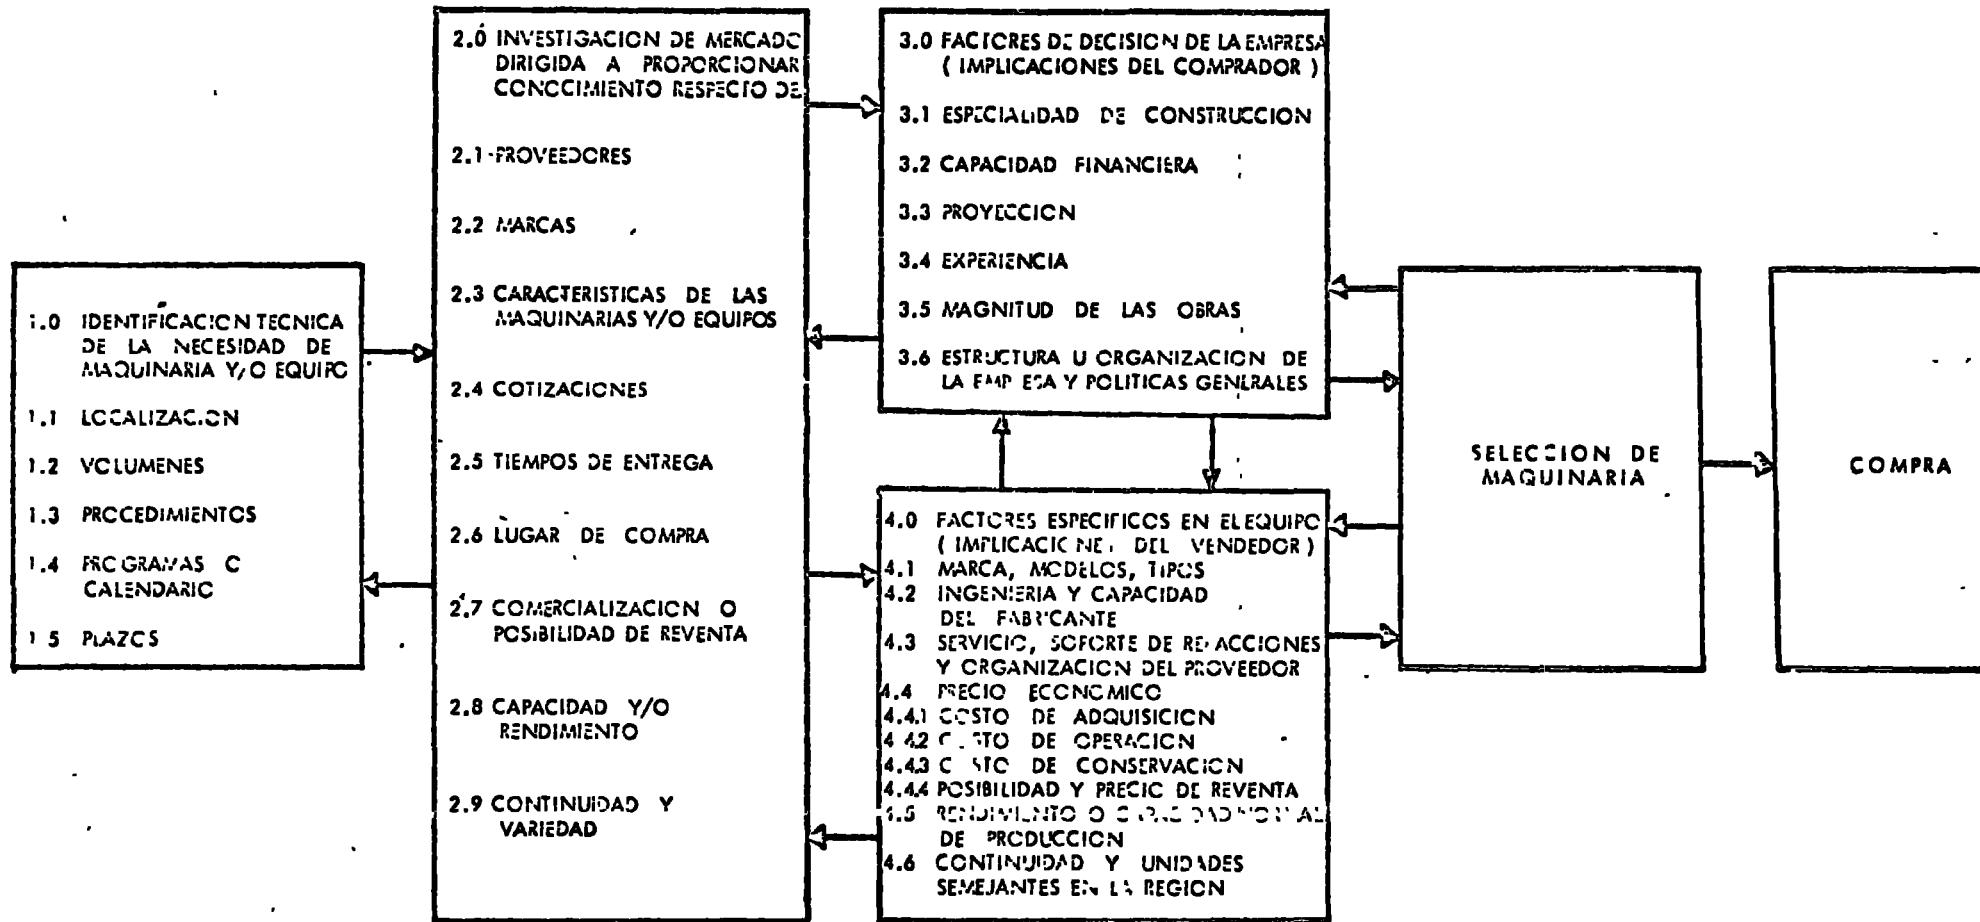 1.0 IDENTIFICACION TECNICA
DE LA NECESIDAD DE
MAQUINARIA Y/O EQUIPO
1.1 LOCALIZACION
1.2 VOLUMENES
1.3 PROCEDIMIENTOS
1.4 PROGRAMAS O
CALENDARIO
1.5 PLAZOS
2.0 INVESTIGACION DE MERCADO
DIRIGIDA A PROPORCIONAR
CONOCIMIENTO RESPECTO DE
2.1 PROVEEDORES
2.2 MARCAS
2.3 CARACTERISTICAS DE LAS
MAQUINARIAS Y/O EQUIPOS
2.4 COTIZACIONES
2.5 TIEMPOS DE ENTREGA
2.6 LUGAR DE COMPRA
2.7 COMERCIALIZACION O
POSIBILIDAD DE REVENTA
2.8 CAPACIDAD Y/O
RENDIMIENTO
2.9 CONTINUIDAD Y
VARIEDAD
3.0 FACTORES DE DECISION DE LA EMPRESA
( IMPLICACIONES DEL COMPRADOR )
3.1 ESPECIALIDAD DE CONSTRUCCION
3.2 CAPACIDAD FINANCIERA
3.3 PROYECCION
3.4 EXPERIENCIA
3.5 MAGNITUD DE LAS OBRAS
3.6 ESTRUCTURA U ORGANIZACION DE
LA EMPRESA Y POLITICAS GENERALES
4.0 FACTORES ESPECIFICOS EN EL EQUIPO
( IMPLICACIONES DEL VENDEDOR )
4.1 MARCA, MODELOS, TIPOS
4.2 INGENIERIA Y CAPACIDAD
DEL FABRICANTE
4.3 SERVICIO, SOPORTE DE REFACCIONES
Y ORGANIZACION DEL PROVEEDOR
4.4 PRECIO ECONOMICO
4.4.1 COSTO DE ADQUISICION
4.4.2 COSTO DE OPERACION
4.4.3 COSTO DE CONSERVACION
4.4.4 POSIBILIDAD Y PRECIO DE REVENTA
4.5 RENDIMIENTO O CAPACIDAD NORMAL
DE PRODUCCION
4.6 CONTINUIDAD Y UNIDADES
SEMEJANTES EN LA REGION
SELECCION DE
MAQUINARIA
COMPRA